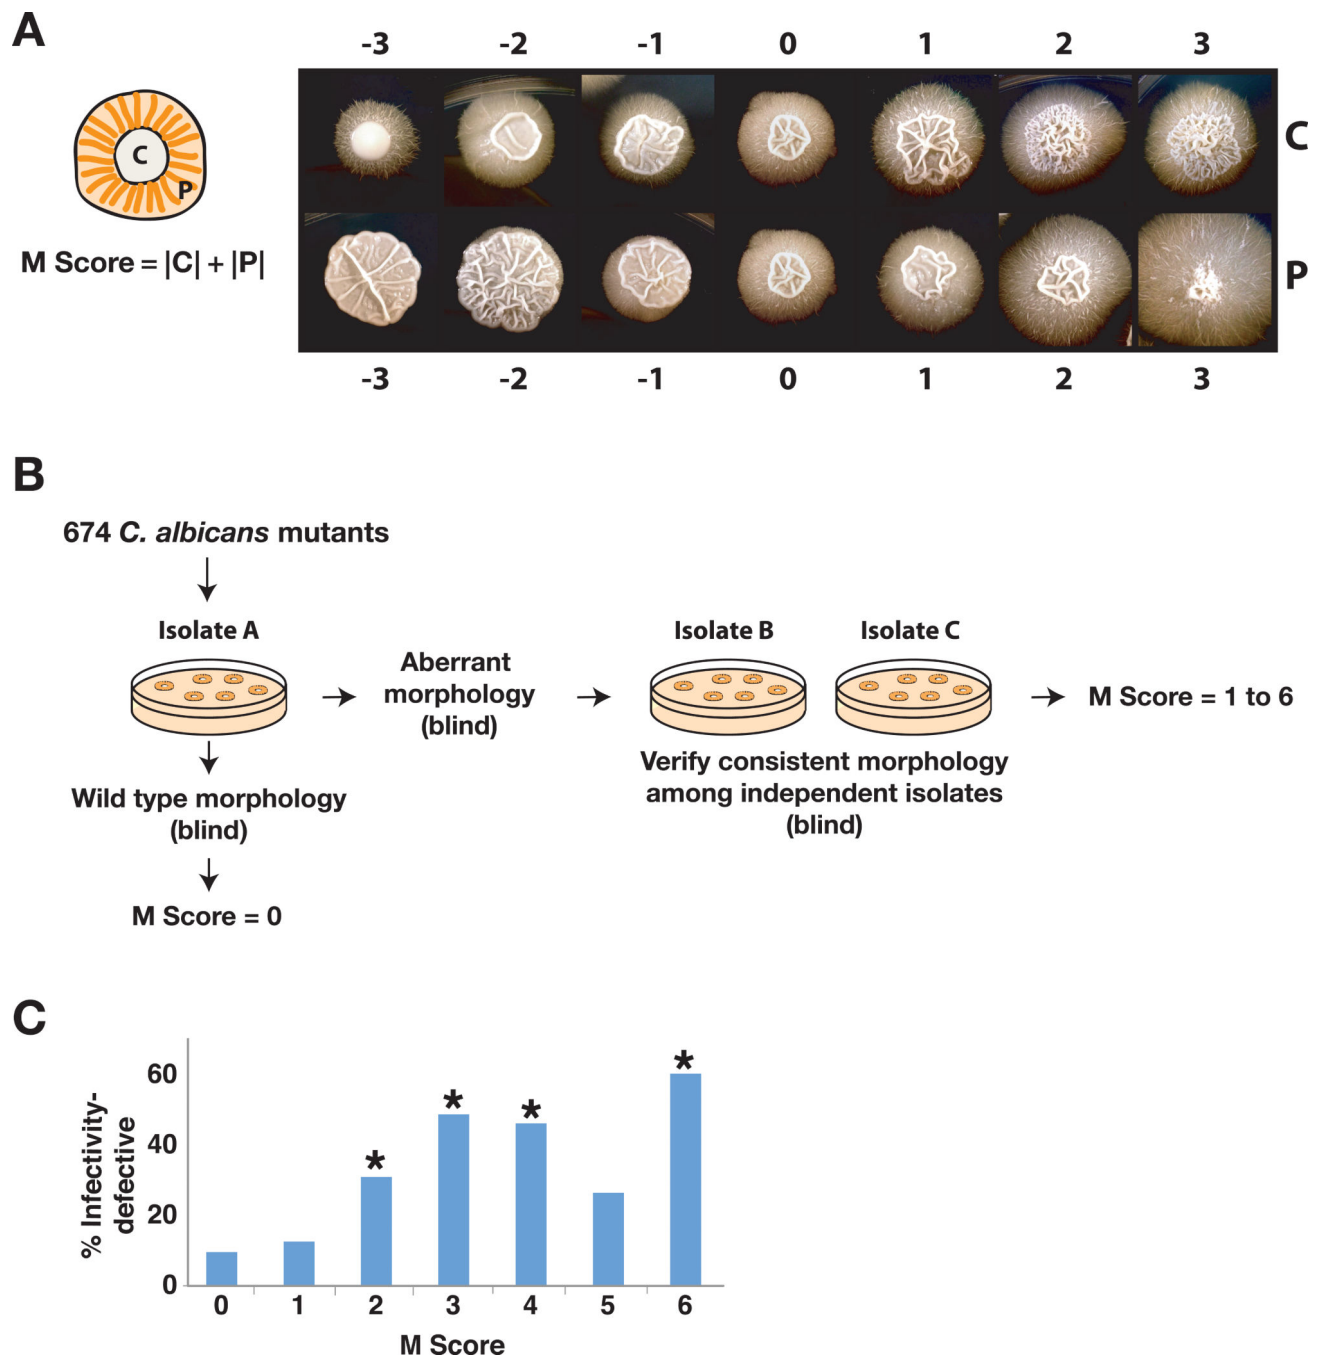 A
-3 -2 -1 0 1 2 3
C
C
P
P
M Score = |C| + |P|
-3 -2 -1 0 1 2 3
B
674 C. albicans mutants
Isolate A
Isolate B
Isolate C
Aberrant
morphology
(blind)
M Score = 1 to 6
Verify consistent morphology
among independent isolates
(blind)
Wild type morphology
(blind)
M Score = 0
C
% Infectivity-
defective
60
40
20
0
* * * *
0 1 2 3 4 5 6
M Score